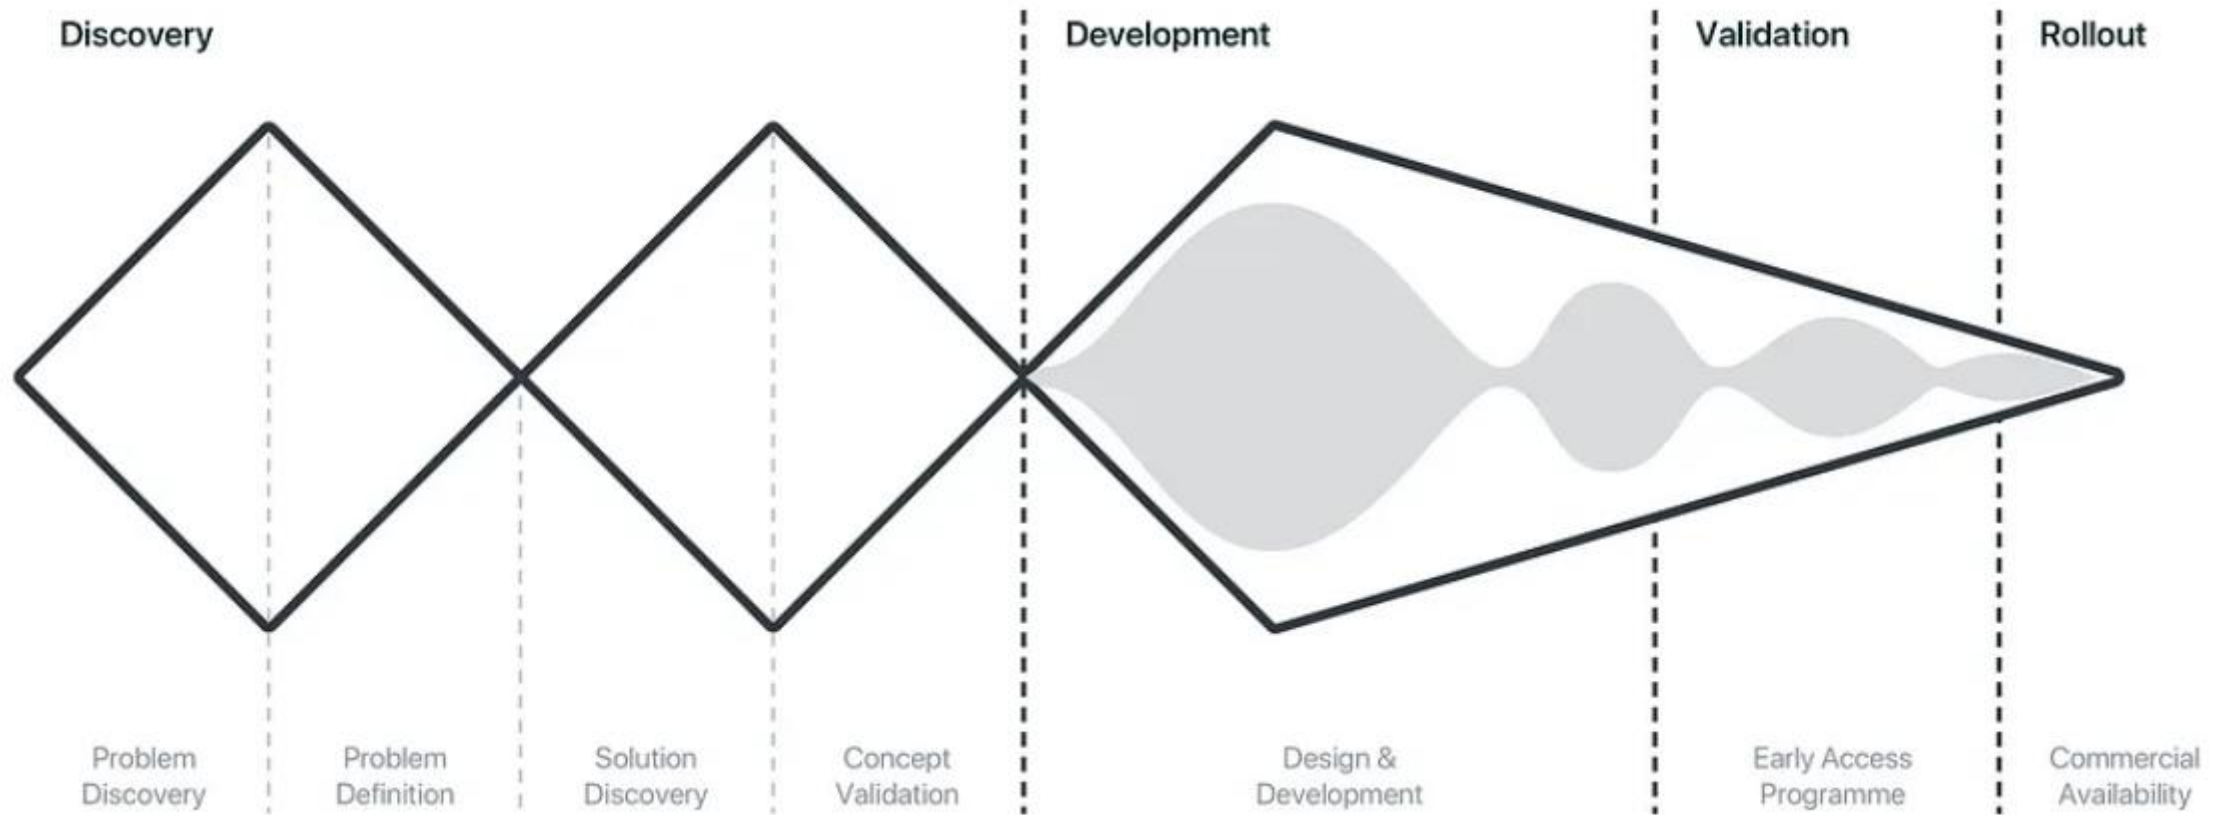 Discovery
Development
Validation
Rollout
Problem
Discovery
Problem
Definition
Solution
Discovery
Concept
Validation
Design &
Development
Early Access
Programme
Commercial
Availability